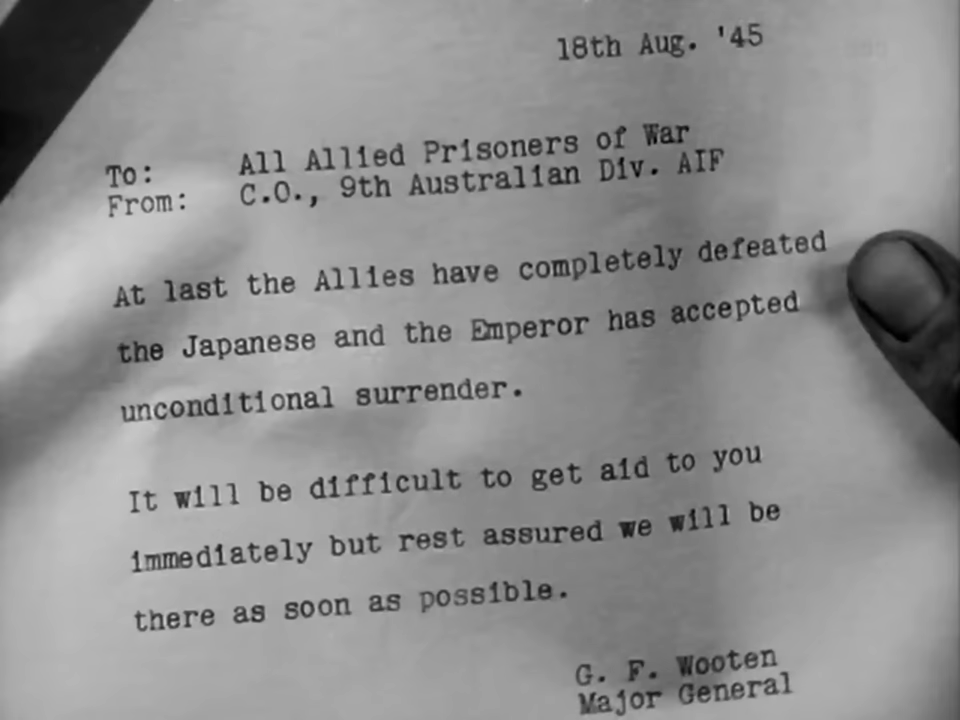 18th Aug. '45
To: All Allied Prisoners of War
From: C.O., 9th Australian Div. AIF
At last the Allies have completely defeated
the Japanese and the Emperor has accepted
unconditional surrender.
It will be difficult to get aid to you
immediately but rest assured we will be
there as soon as possible.
G. F. Wooten
Major General